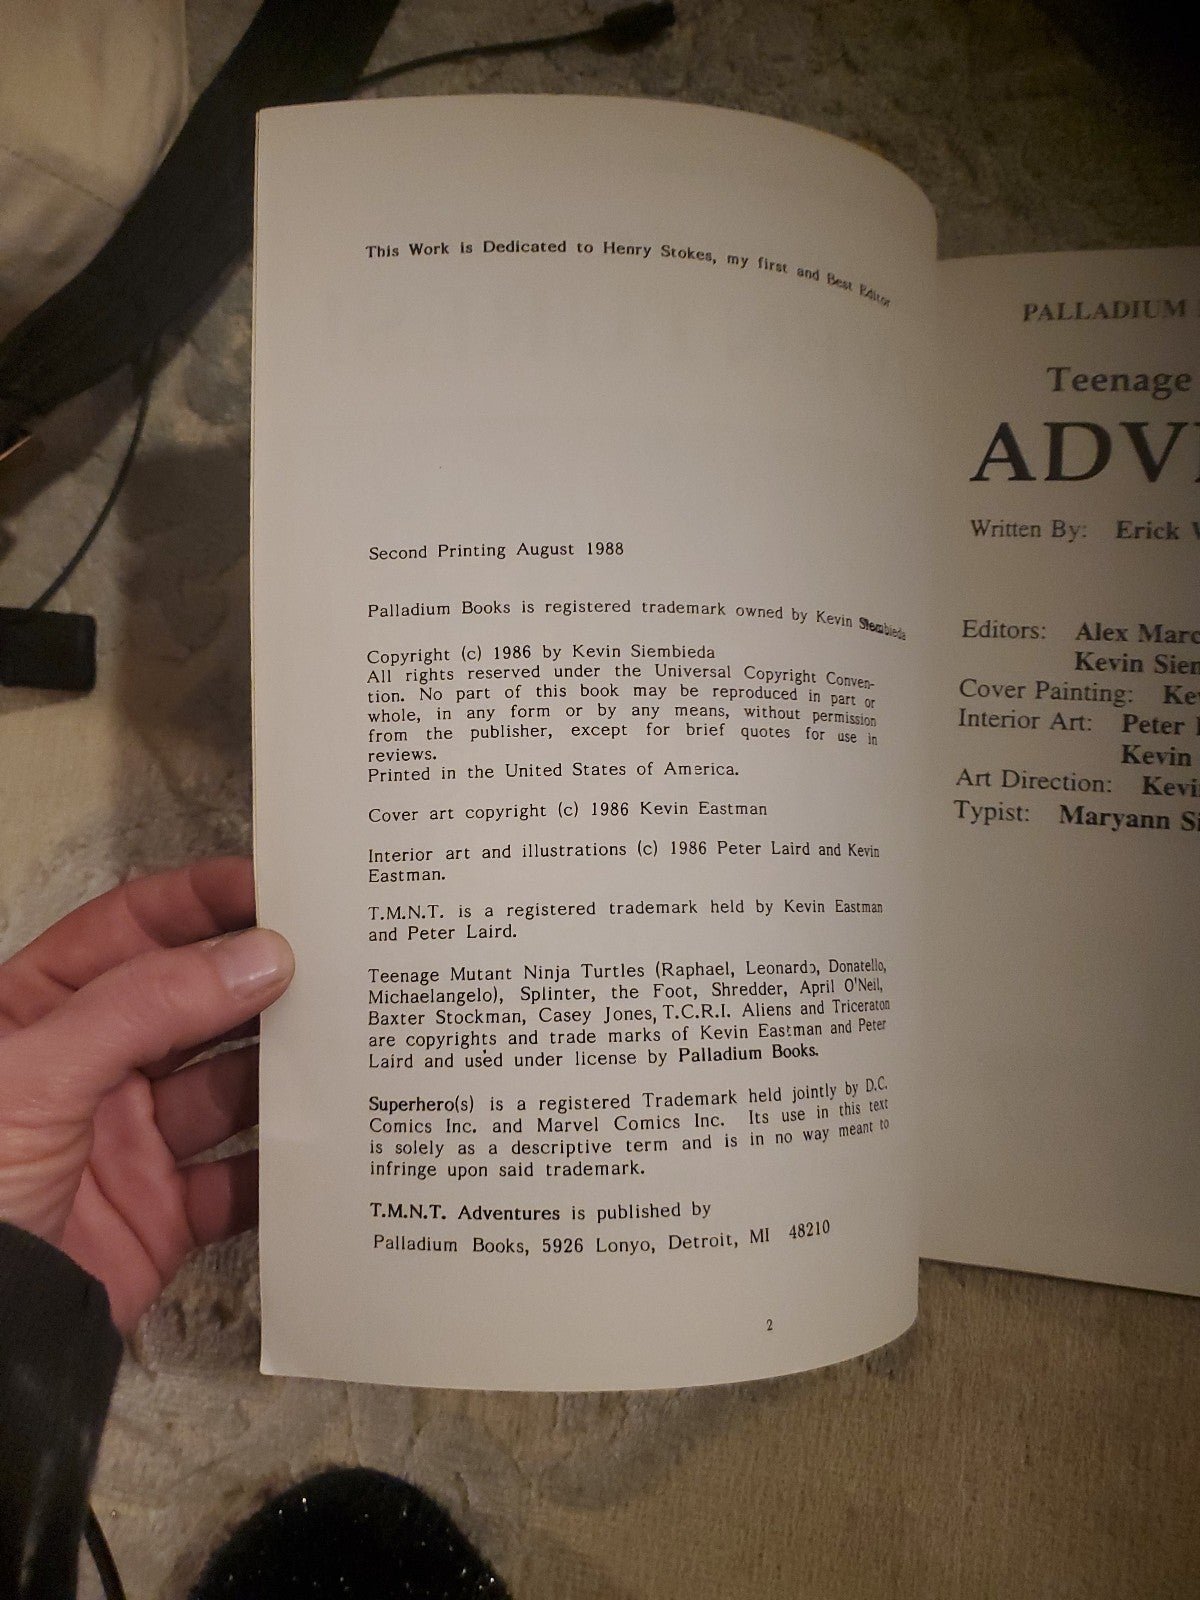 This Work is Dedicated to Henry Stokes, my first and Best Editor
Second Printing August 1988
Palladium Books is registered trademark owned by Kevin Siembieda
Copyright (c) 1986 by Kevin Siembieda
All rights reserved under the Universal Copyright Conven-
tion. No part of this book may be reproduced in part or
whole, in any form or by any means, without permission
from the publisher, except for brief quotes for use in
reviews.
Printed in the United States of America.
Cover art copyright (c) 1986 Kevin Eastman
Interior art and illustrations (c) 1986 Peter Laird and Kevin
Eastman.
T.M.N.T. is a registered trademark held by Kevin Eastman
and Peter Laird.
Teenage Mutant Ninja Turtles (Raphael, Leonardo, Donatello,
Michaelangelo), Splinter, the Foot, Shredder, April O'Neil,
Baxter Stockman, Casey Jones, T.C.R.I. Aliens and Triceraton
are copyrights and trade marks of Kevin Eastman and Peter
Laird and used under license by Palladium Books.
Superhero(s) is a registered Trademark held jointly by D.C.
Comics Inc. and Marvel Comics Inc. Its use in this text
is solely as a descriptive term and is in no way meant to
infringe upon said trademark.
T.M.N.T. Adventures is published by
Palladium Books, 5926 Lonyo, Detroit, MI 48210
2
PALLADIUM
Teenage
ADV
Written By: Erick
Editors: Alex Marc
Kevin Siem
Cover Painting: Kev
Interior Art: Peter
Kevin
Art Direction: Kevi
Typist: Maryann Si